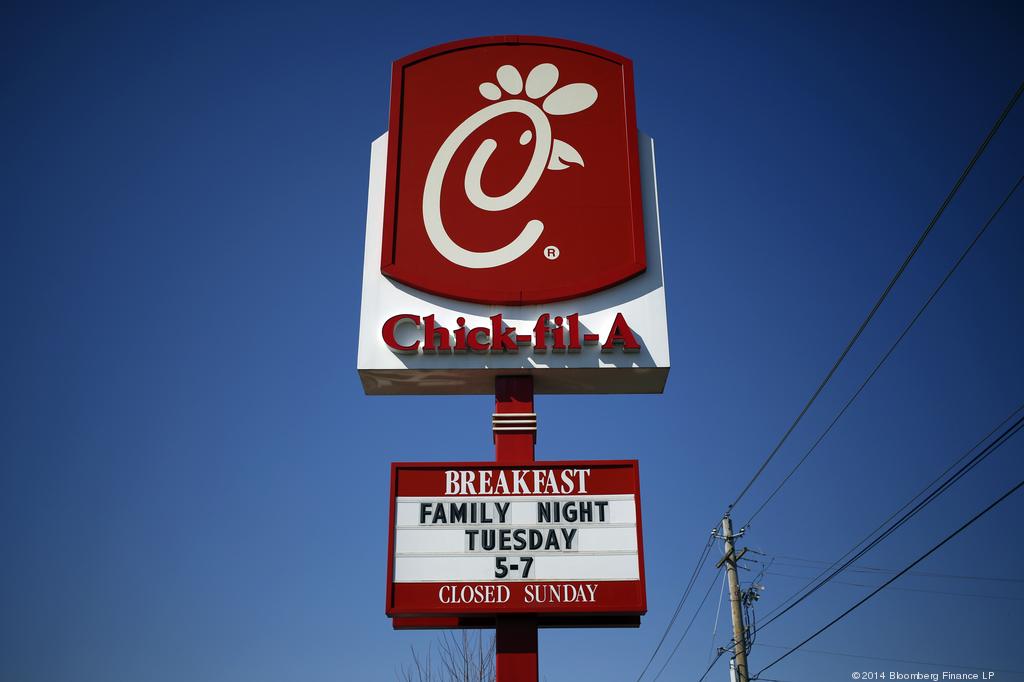 ®
Chick-fil-A
BREAKFAST
FAMILY NIGHT
TUESDAY
5-7
CLOSED SUNDAY
©2014 Bloomberg Finance LP